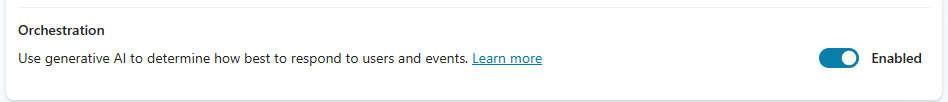 Orchestration
Use generative AI to determine how best to respond to users and events. Learn more
Enabled